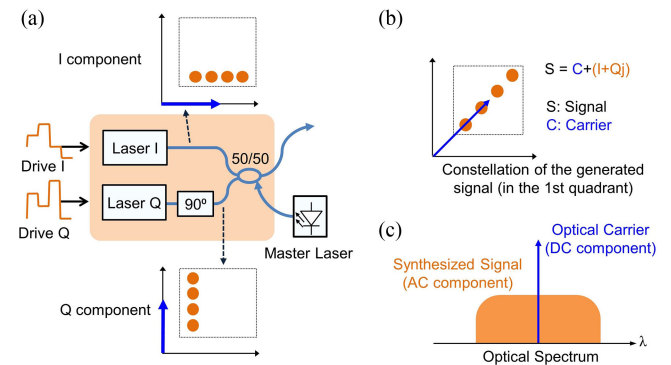 (a)
I component
Drive I
Laser I
50/50
Drive Q
Laser Q
90º
Master Laser
Q component
(b)
S = C+(I+Qj)
S: Signal
C: Carrier
Constellation of the generated
signal (in the 1st quadrant)
(c)
Optical Carrier
(DC component)
Synthesized Signal
(AC component)
λ
Optical Spectrum